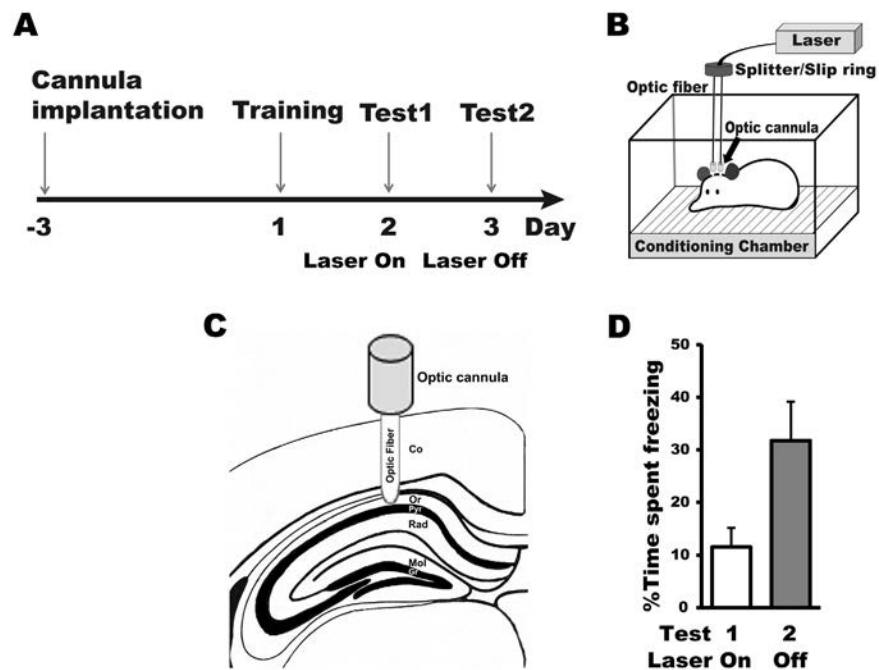 A
Cannula
implantation
Training
Test1
Test2
-3
1
2
3
Day
Laser On
Laser Off
B
Laser
Splitter/Slip ring
Optic fiber
Optic cannula
Conditioning Chamber
C
Optic cannula
Optic Fiber
Co
Or
Pyr
Rad
Mol
Gr
D
%Time spent freezing
50
40
30
20
10
0
Test 1 2
Laser On Off